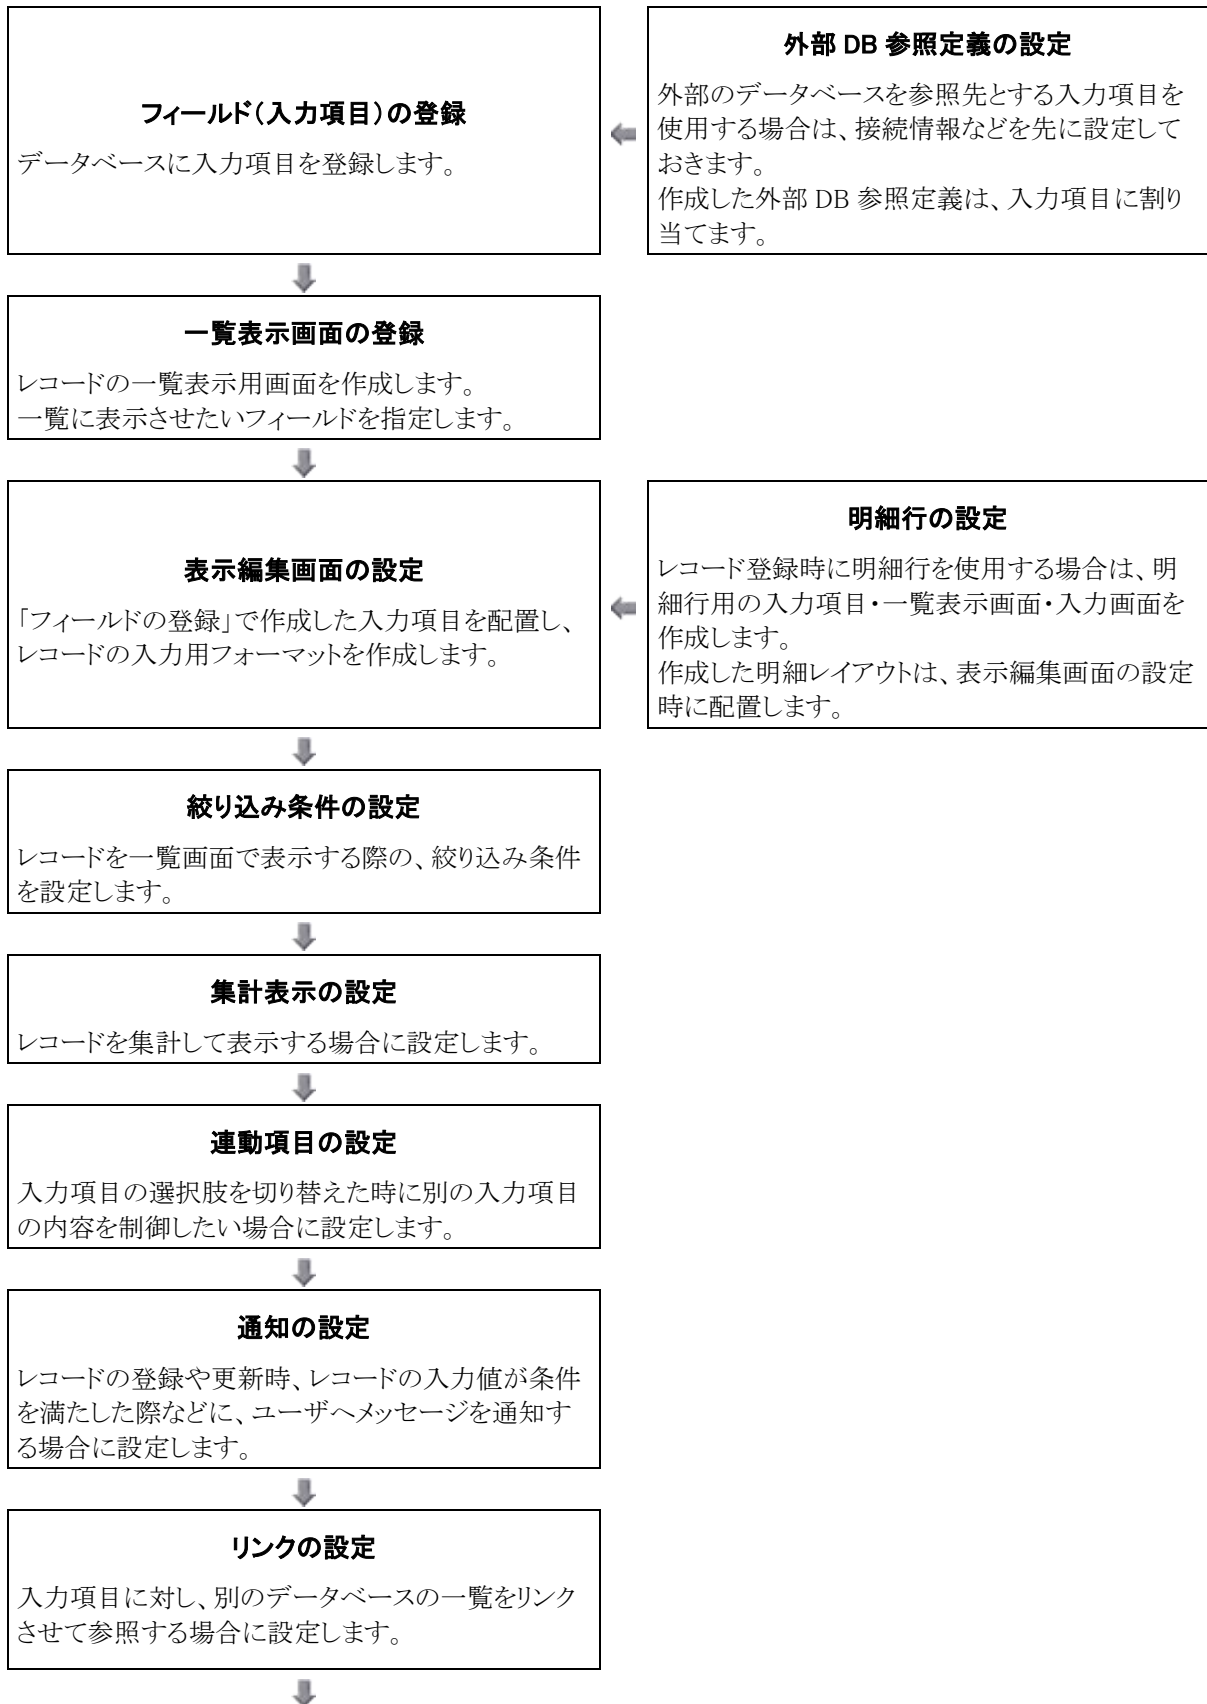 フィールド(入力項目)の登録
データベースに入力項目を登録します。
外部 DB 参照定義の設定
外部のデータベースを参照先とする入力項目を
使用する場合は、接続情報などを先に設定して
おきます。
作成した外部 DB 参照定義は、入力項目に割り
当てます。
一覧表示画面の登録
レコードの一覧表示用画面を作成します。
一覧に表示させたいフィールドを指定します。
表示編集画面の設定
「フィールドの登録」で作成した入力項目を配置し、
レコードの入力用フォーマットを作成します。
明細行の設定
レコード登録時に明細行を使用する場合は、明
細行用の入力項目・一覧表示画面・入力画面を
作成します。
作成した明細レイアウトは、表示編集画面の設定
時に配置します。
絞り込み条件の設定
レコードを一覧画面で表示する際の、絞り込み条件
を設定します。
集計表示の設定
レコードを集計して表示する場合に設定します。
連動項目の設定
入力項目の選択肢を切り替えた時に別の入力項目
の内容を制御したい場合に設定します。
通知の設定
レコードの登録や更新時、レコードの入力値が条件
を満たした際などに、ユーザへメッセージを通知す
る場合に設定します。
リンクの設定
入力項目に対し、別のデータベースの一覧をリンク
させて参照する場合に設定します。